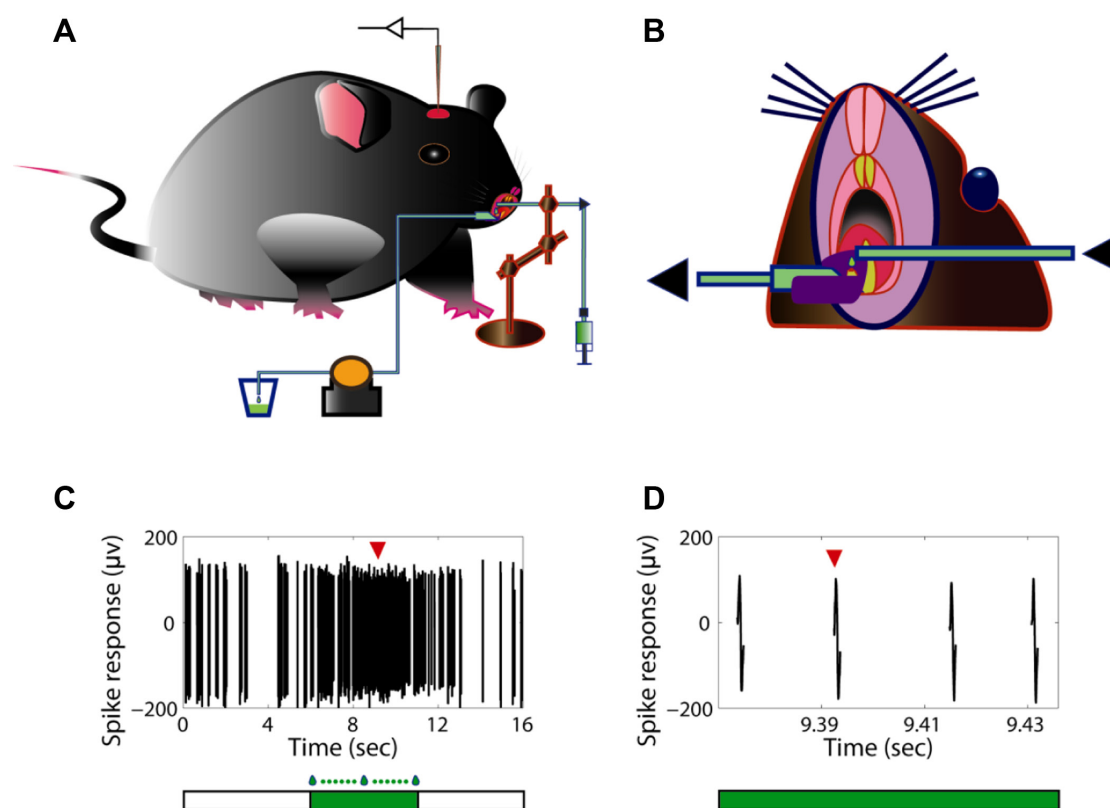 A
B
C
Spike response (μv)
200
0
−200
0 4 8 12 16
Time (sec)
D
Spike response (μv)
200
0
−200
9.39 9.41 9.43
Time (sec)